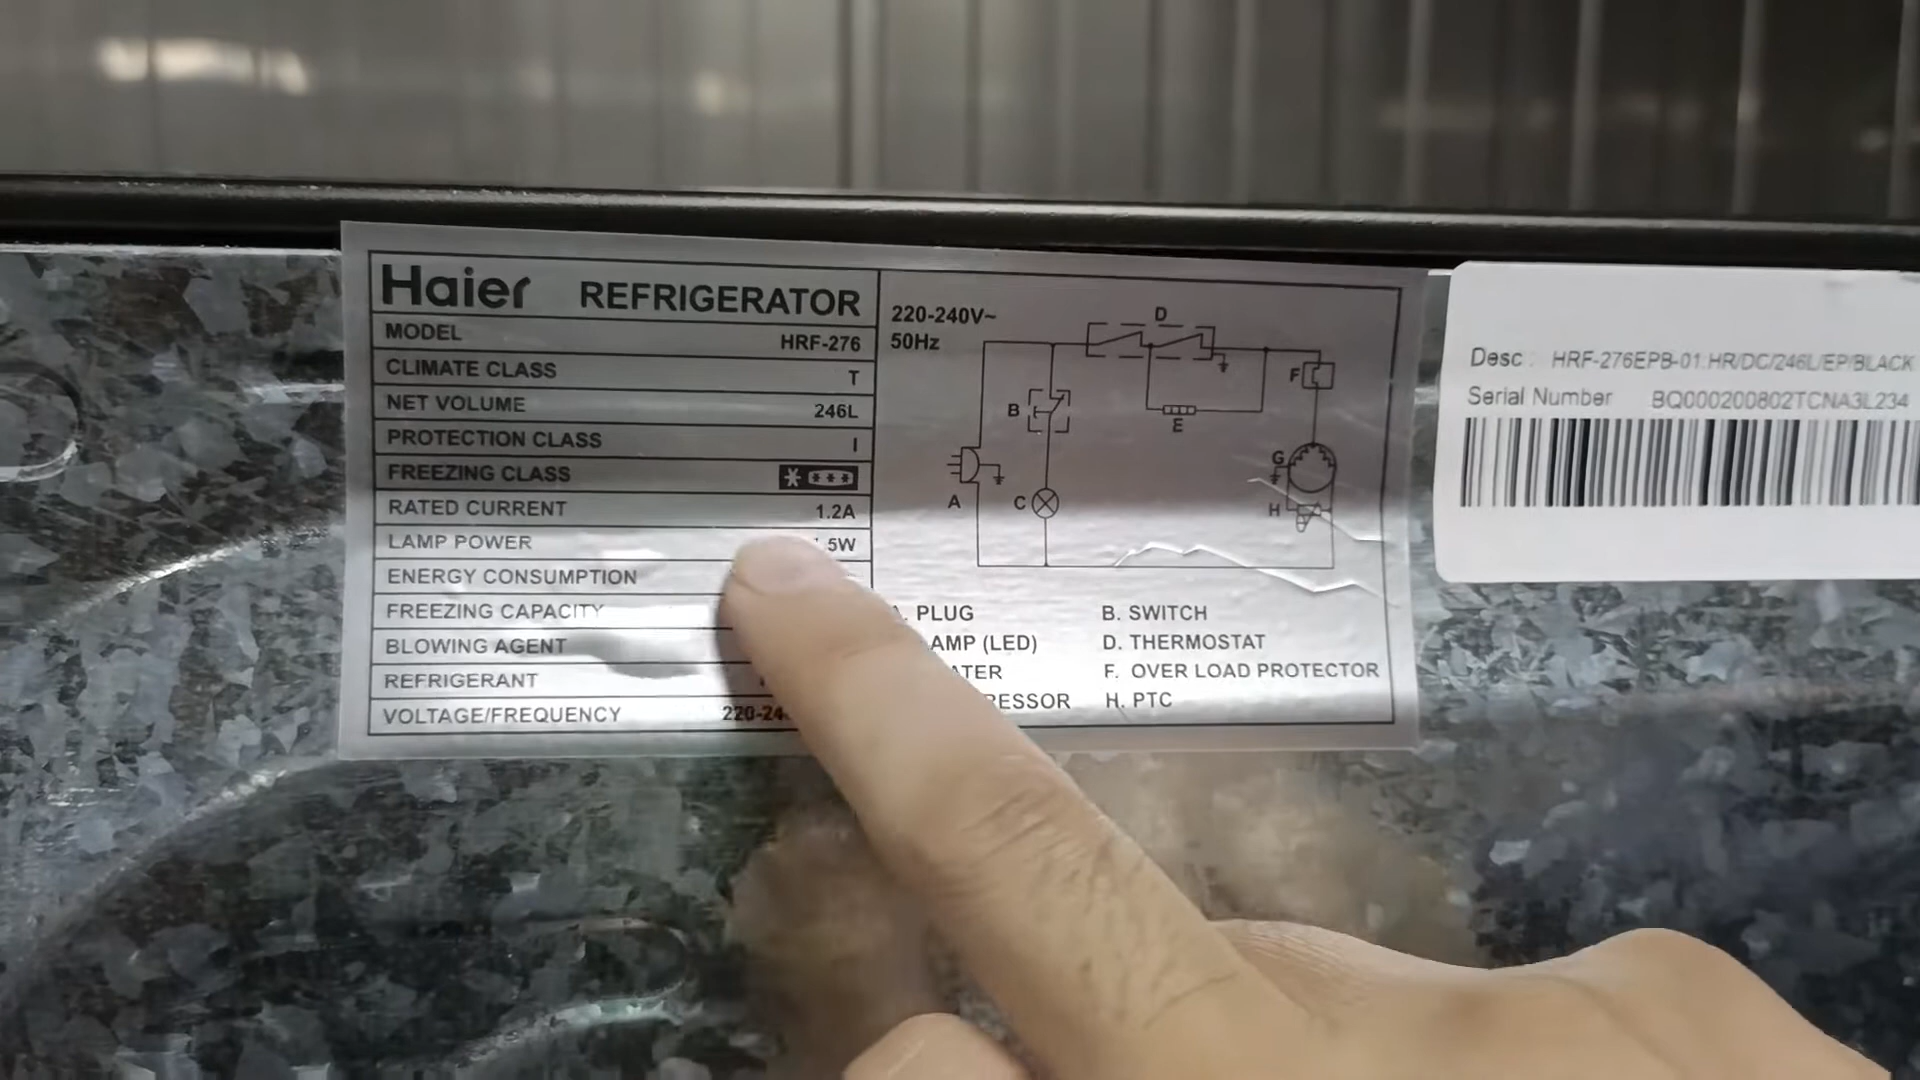 Haier REFRIGERATOR
MODEL HRF-276
CLIMATE CLASS T
NET VOLUME 246L
PROTECTION CLASS I
FREEZING CLASS
RATED CURRENT 1.2A
LAMP POWER
ENERGY CONSUMPTION
FREEZING CAPACITY
BLOWING AGENT
REFRIGERANT
VOLTAGE/FREQUENCY
220-240V~
50Hz
D
F
B
E
G
A
C
H
PLUG B. SWITCH
(LED) D. THERMOSTAT
F. OVER LOAD PROTECTOR
H. PTC
Desc : HRF-276EPB-01.HR/DC/246L/EP/BLACK
Serial Number BQ000200802TCNA3L234